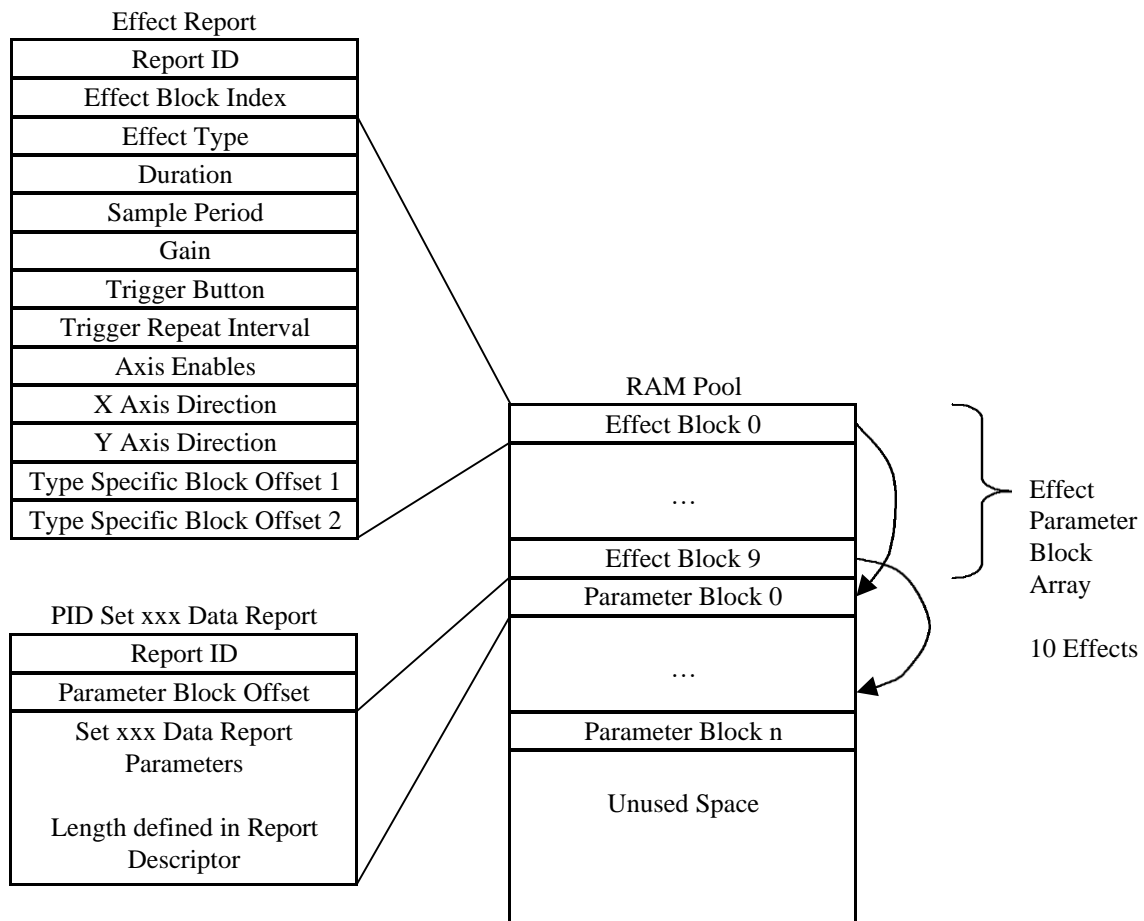 Effect Report
Report ID
Effect Block Index
Effect Type
Duration
Sample Period
Gain
Trigger Button
Trigger Repeat Interval
Axis Enables
X Axis Direction
Y Axis Direction
Type Specific Block Offset 1
Type Specific Block Offset 2
PID Set xxx Data Report
Report ID
Parameter Block Offset
Set xxx Data Report
Parameters
Length defined in Report
Descriptor
RAM Pool
Effect Block 0
…
Effect Block 9
Parameter Block 0
…
Parameter Block n
Unused Space
Effect
Parameter
Block
Array
10 Effects